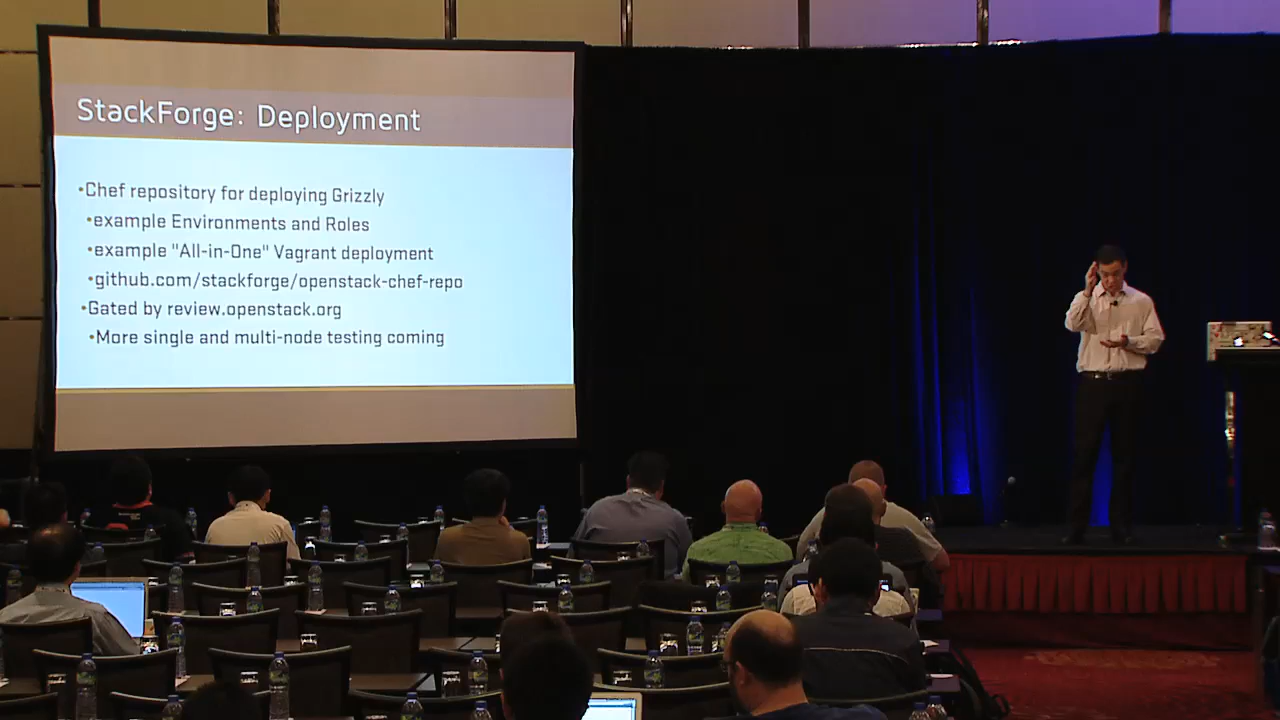 StackForge: Deployment
•Chef repository for deploying Grizzly
•example Environments and Roles
•example "All-in-One" Vagrant deployment
•github.com/stackforge/openstack-chef-repo
•Gated by review.openstack.org
•More single and multi-node testing coming